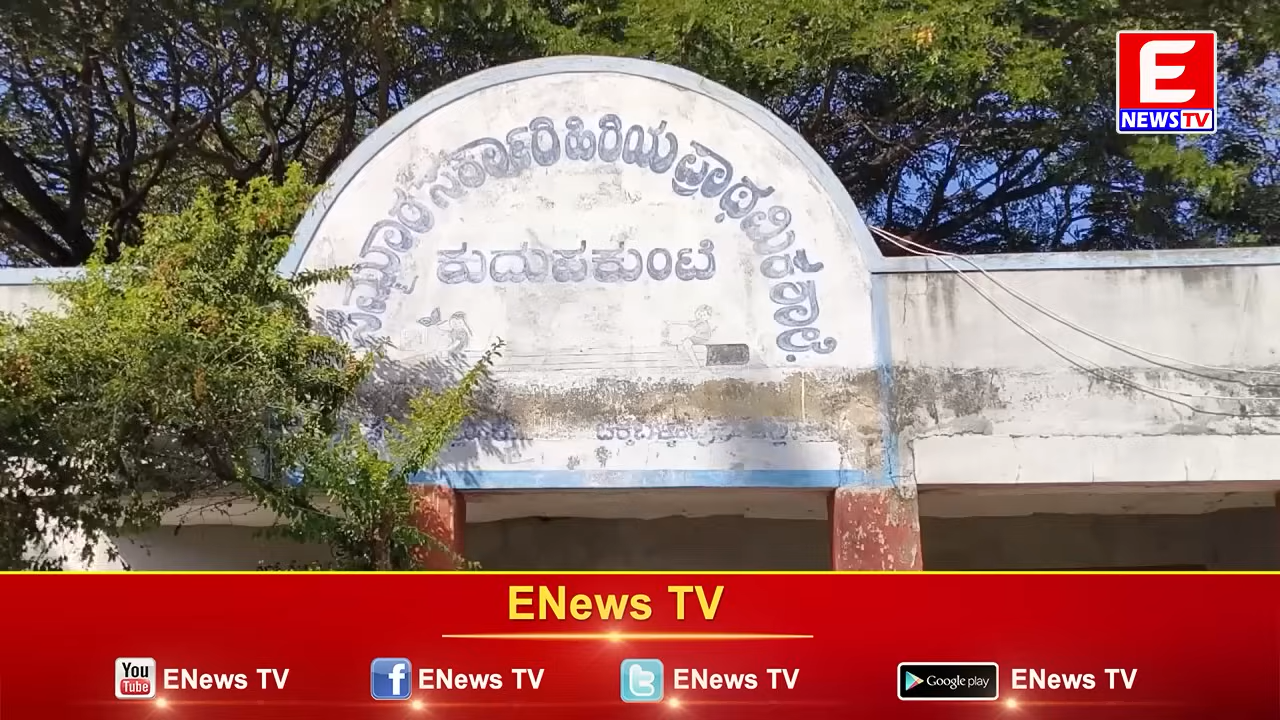 E
NEWS TV
ನಮ್ಮೂರ ಸರ್ಕಾರಿ ಹಿರಿಯ ಪ್ರಾಥಮಿಕ ಶಾಲೆ
ಕುದುಪಕುಂಟೆ
ENews TV
You Tube ENews TV
f ENews TV
t ENews TV
Google play ENews TV